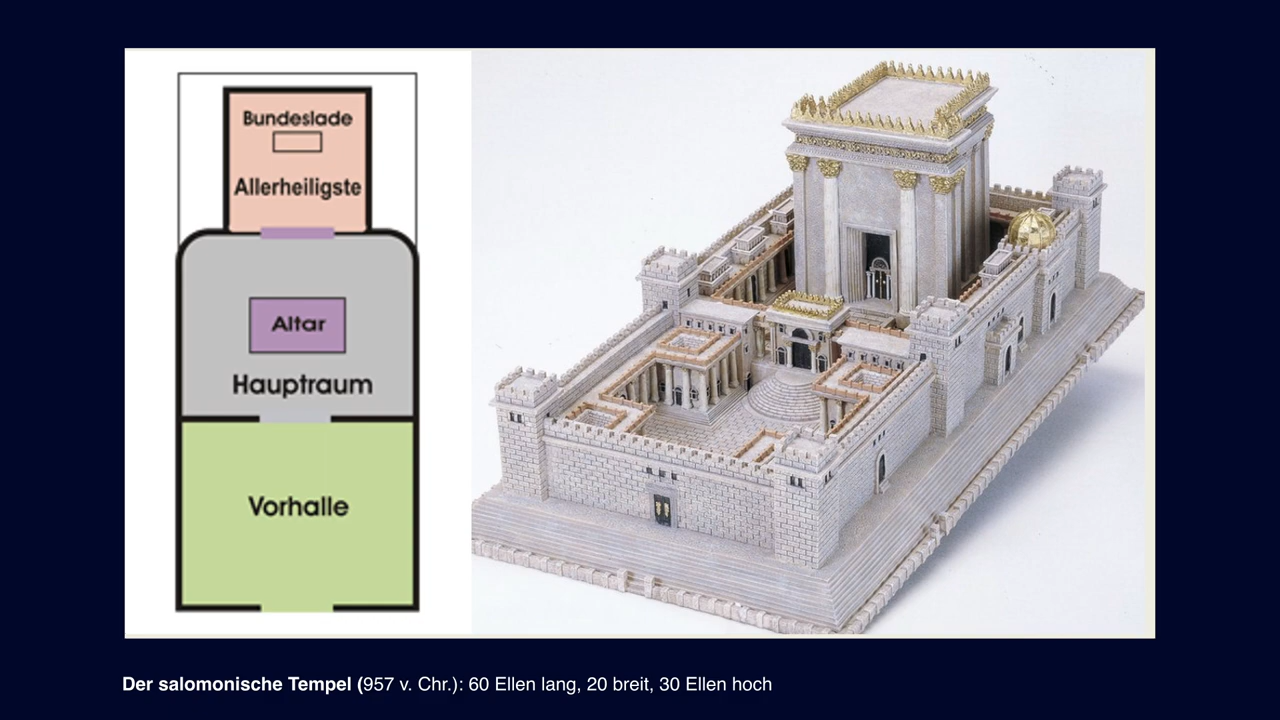 Bundeslade
Allerheiligste
Altar
Hauptraum
Vorhalle
Der salomonische Tempel (957 v. Chr.): 60 Ellen lang, 20 breit, 30 Ellen hoch